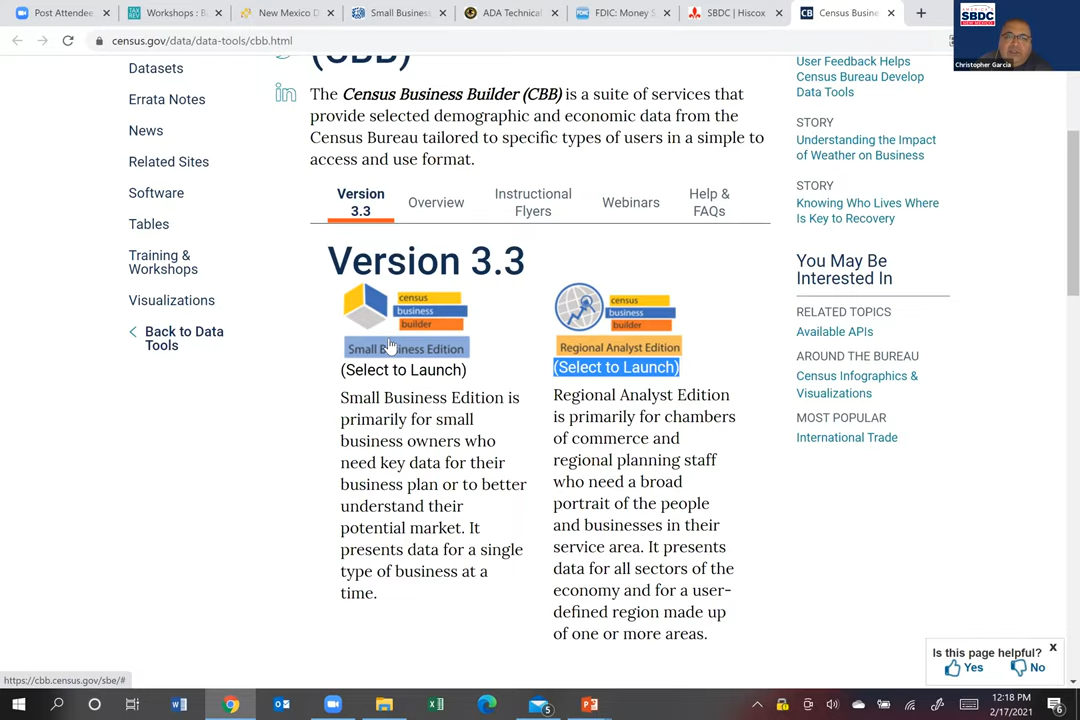 Post Attendee
Workshops : B
New Mexico D
Small Business
ADA Technical
FDIC: Money S
SBDC | Hiscox
Census Busine
census.gov/data/data-tools/cbb.html
AMERICA'S
SBDC
NEW MEXICO
Christopher Garcia
Datasets
Errata Notes
News
Related Sites
Software
Tables
Training &
Workshops
Visualizations
Back to Data
Tools
(CBB)
The Census Business Builder (CBB) is a suite of services that
provide selected demographic and economic data from the
Census Bureau tailored to specific types of users in a simple to
access and use format.
Version
3.3
Overview
Instructional
Flyers
Webinars
Help &
FAQs
Version 3.3
census
business
builder
Small Business Edition
(Select to Launch)
Small Business Edition is
primarily for small
business owners who
need key data for their
business plan or to better
understand their
potential market. It
presents data for a single
type of business at a
time.
census
business
builder
Regional Analyst Edition
(Select to Launch)
Regional Analyst Edition
is primarily for chambers
of commerce and
regional planning staff
who need a broad
portrait of the people
and businesses in their
service area. It presents
data for all sectors of the
economy and for a user-
defined region made up
of one or more areas.
User Feedback Helps
Census Bureau Develop
Data Tools
STORY
Understanding the Impact
of Weather on Business
STORY
Knowing Who Lives Where
Is Key to Recovery
You May Be
Interested In
RELATED TOPICS
Available APIs
AROUND THE BUREAU
Census Infographics &
Visualizations
MOST POPULAR
International Trade
Is this page helpful?
X
Yes
No
https://cbb.census.gov/sbe/#
5
12:18 PM
2/17/2021
6